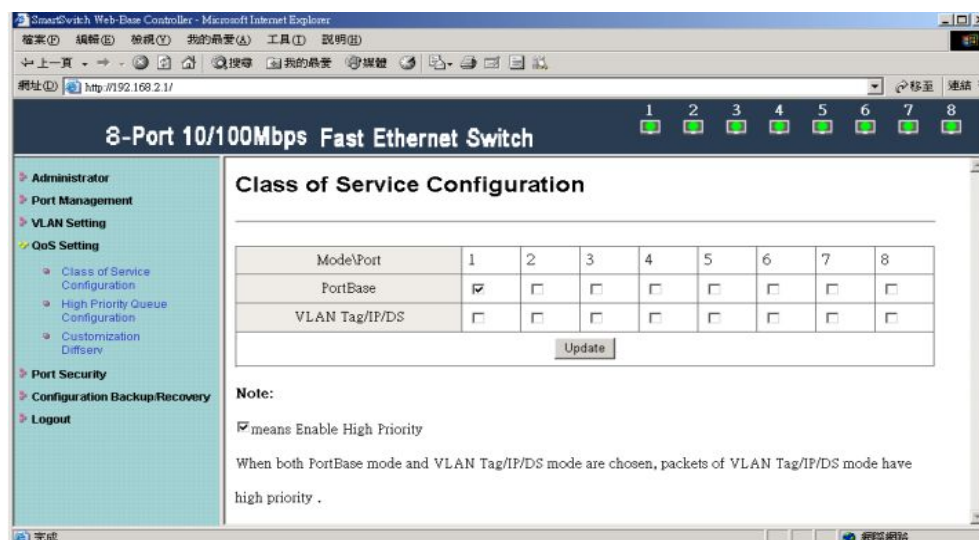 SmartSwitch Web-Base Controller - Microsoft Internet Explorer
檔案(F) 編輯(E) 檢視(V) 我的最愛(A) 工具(T) 說明(H)
上一頁 搜尋 我的最愛 媒體
網址(D) http://192.168.2.1/ 移至 連結
8-Port 10/100Mbps Fast Ethernet Switch
1 2 3 4 5 6 7 8
Administrator
Port Management
VLAN Setting
QoS Setting
Class of Service
Configuration
High Priority Queue
Configuration
Customization
Diffserv
Port Security
Configuration Backup/Recovery
Logout
Class of Service Configuration
Mode\Port 1 2 3 4 5 6 7 8
PortBase
VLAN Tag/IP/DS
Update
Note:
means Enable High Priority
When both PortBase mode and VLAN Tag/IP/DS mode are chosen, packets of VLAN Tag/IP/DS mode have
high priority .
完成 網際網路